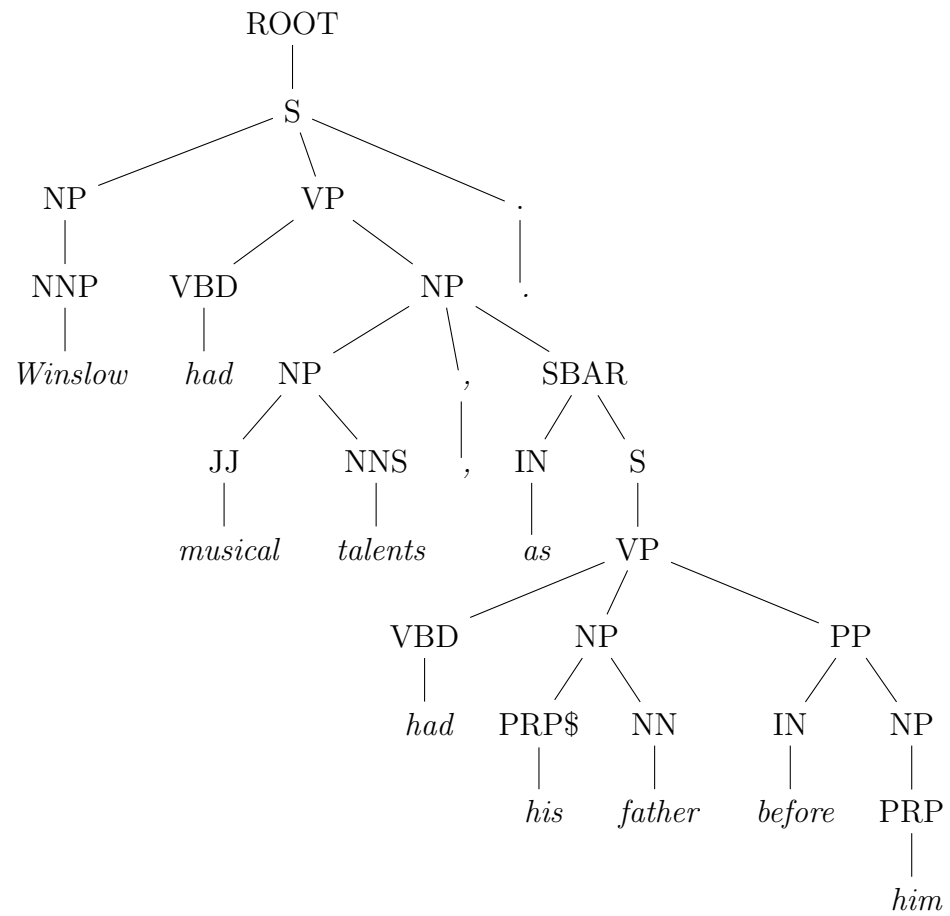 ROOT
S
NP VP .
NNP VBD NP .
Winslow had NP , SBAR
JJ NNS , IN S
musical talents as VP
VBD NP PP
had PRP$ NN IN NP
his father before PRP
him